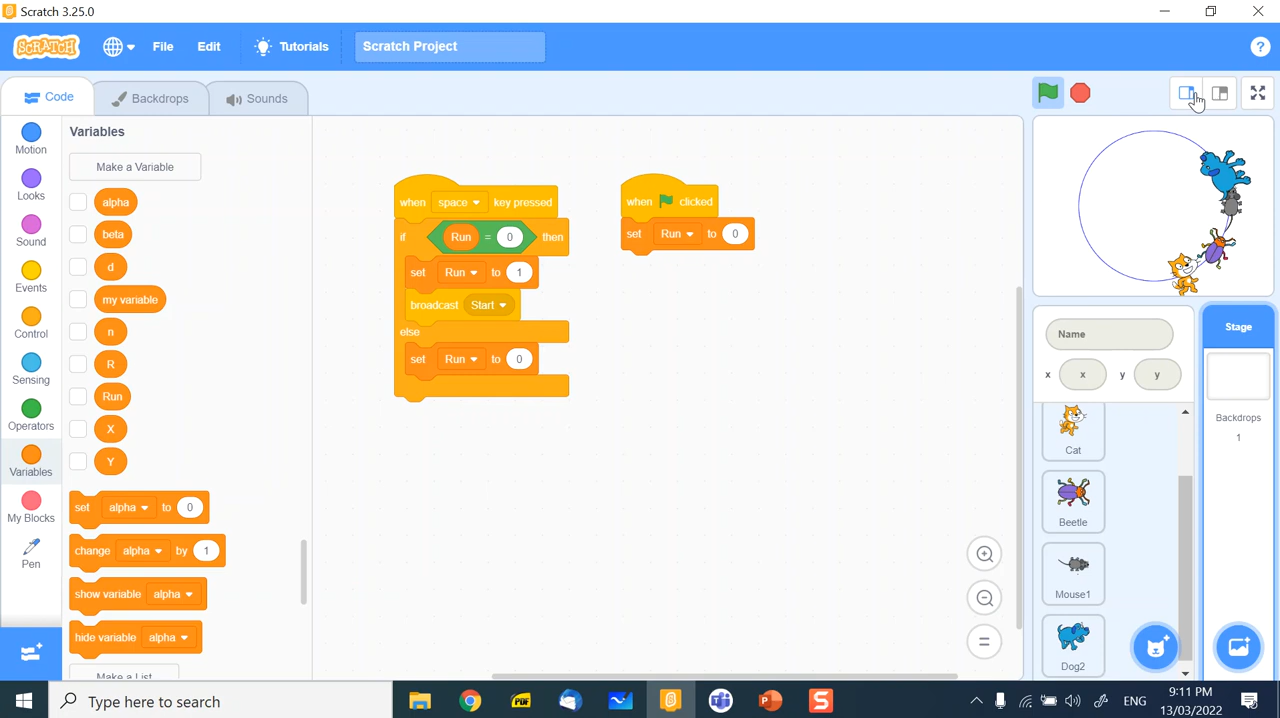 Scratch 3.25.0
SCRATCH
File
Edit
Tutorials
Scratch Project
?
Code
Backdrops
Sounds
Motion
Looks
Sound
Events
Control
Sensing
Operators
Variables
My Blocks
Pen
Variables
Make a Variable
alpha
beta
d
my variable
n
R
Run
X
Y
set alpha to 0
change alpha by 1
show variable alpha
hide variable alpha
Make a List
when space key pressed
if Run = 0 then
set Run to 1
broadcast Start
else
set Run to 0
when clicked
set Run to 0
Name
x x y y
Cat
Beetle
Mouse1
Dog2
Stage
Backdrops
1
Type here to search
PDF
ENG
9:11 PM
13/03/2022